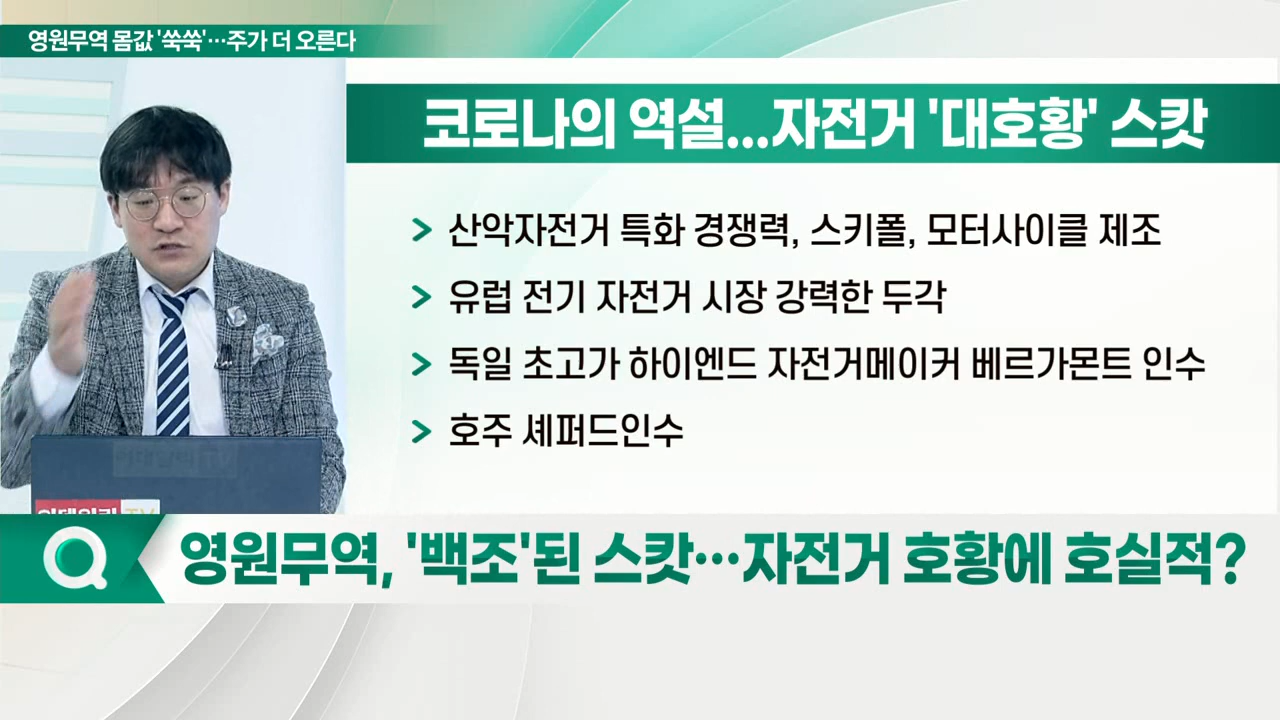 영원무역 몸값 '쑥쑥'…주가 더 오른다
코로나의 역설...자전거 '대호황' 스캇
> 산악자전거 특화 경쟁력, 스키폴, 모터사이클 제조
> 유럽 전기 자전거 시장 강력한 두각
> 독일 초고가 하이엔드 자전거메이커 베르가몬트 인수
> 호주 셰퍼드인수
이데일리 TV
영원무역, '백조'된 스캇…자전거 호황에 호실적?